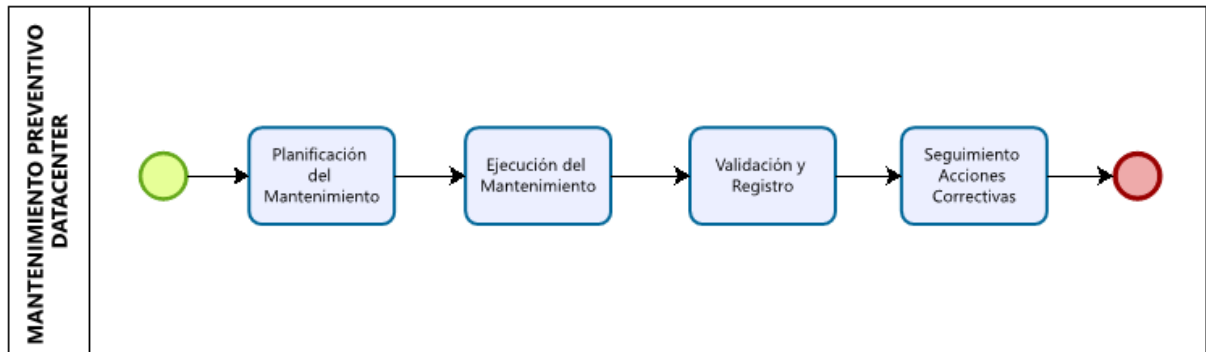 MANTENIMIENTO PREVENTIVO
DATACENTER
Planificación
del
Mantenimiento
Ejecución del
Mantenimiento
Validación y
Registro
Seguimiento
Acciones
Correctivas